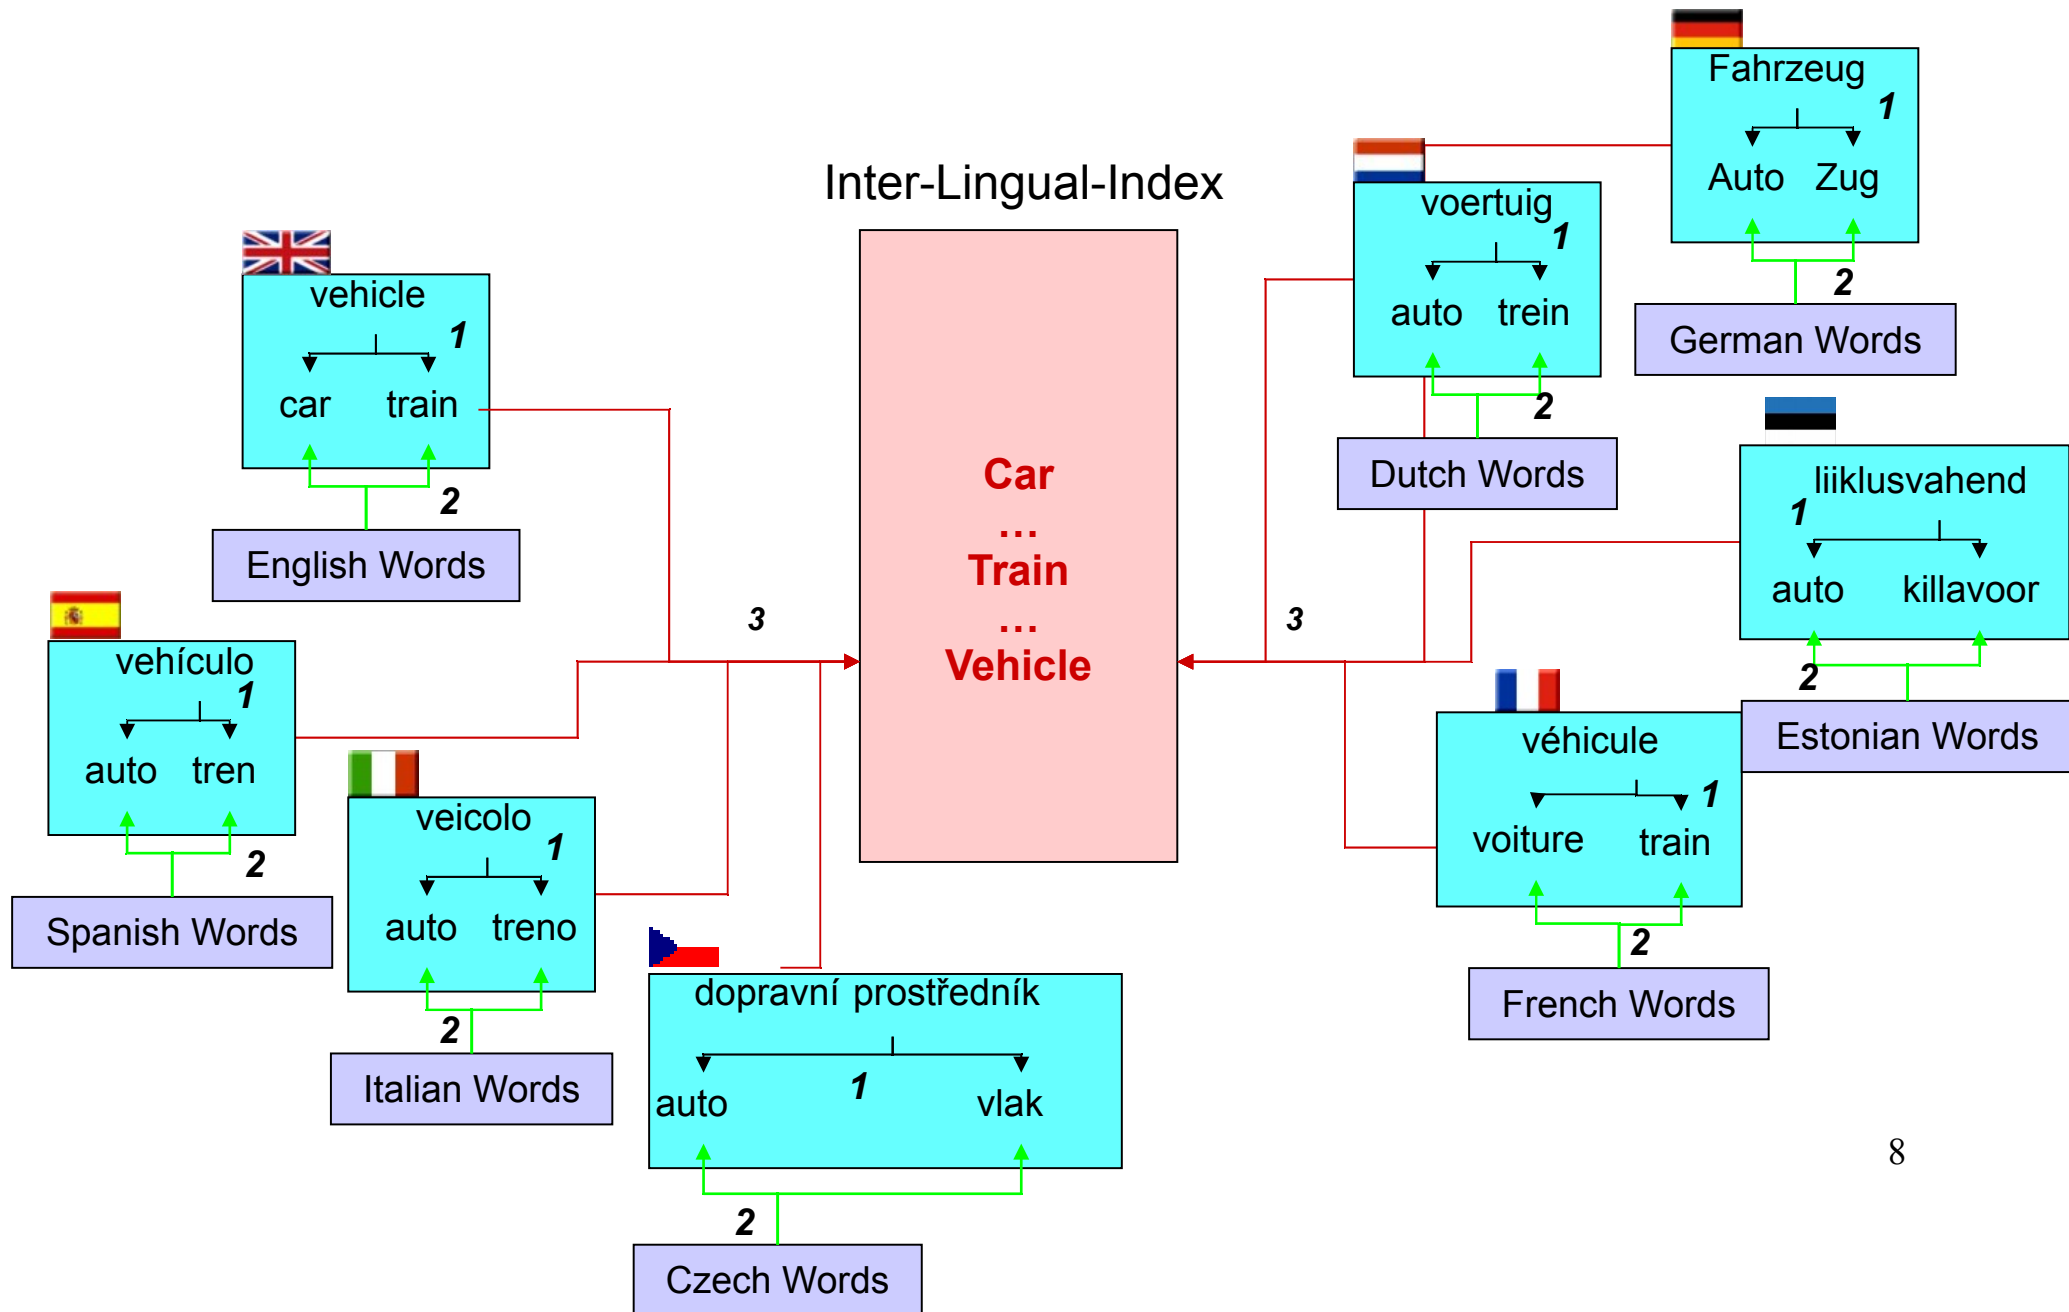 Inter-Lingual-Index
Car
…
Train
…
Vehicle
vehicle
1
car train
2
English Words
vehículo
1
auto tren
2
Spanish Words
veicolo
1
auto treno
2
Italian Words
dopravní prostředník
1
auto vlak
2
Czech Words
3
3
Fahrzeug
1
Auto Zug
2
German Words
voertuig
1
auto trein
2
Dutch Words
liiklusvahend
1
auto killavoor
2
Estonian Words
véhicule
1
voiture train
2
French Words
8